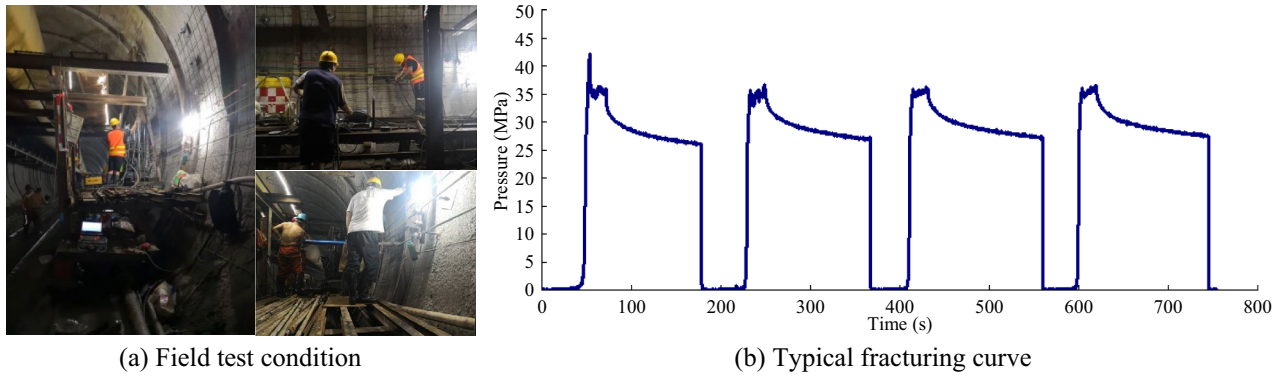 50
45
40
35
30
25
20
15
10
5
0
Pressure (MPa)
0 100 200 300 400 500 600 700 800
Time (s)
(a) Field test condition
(b) Typical fracturing curve